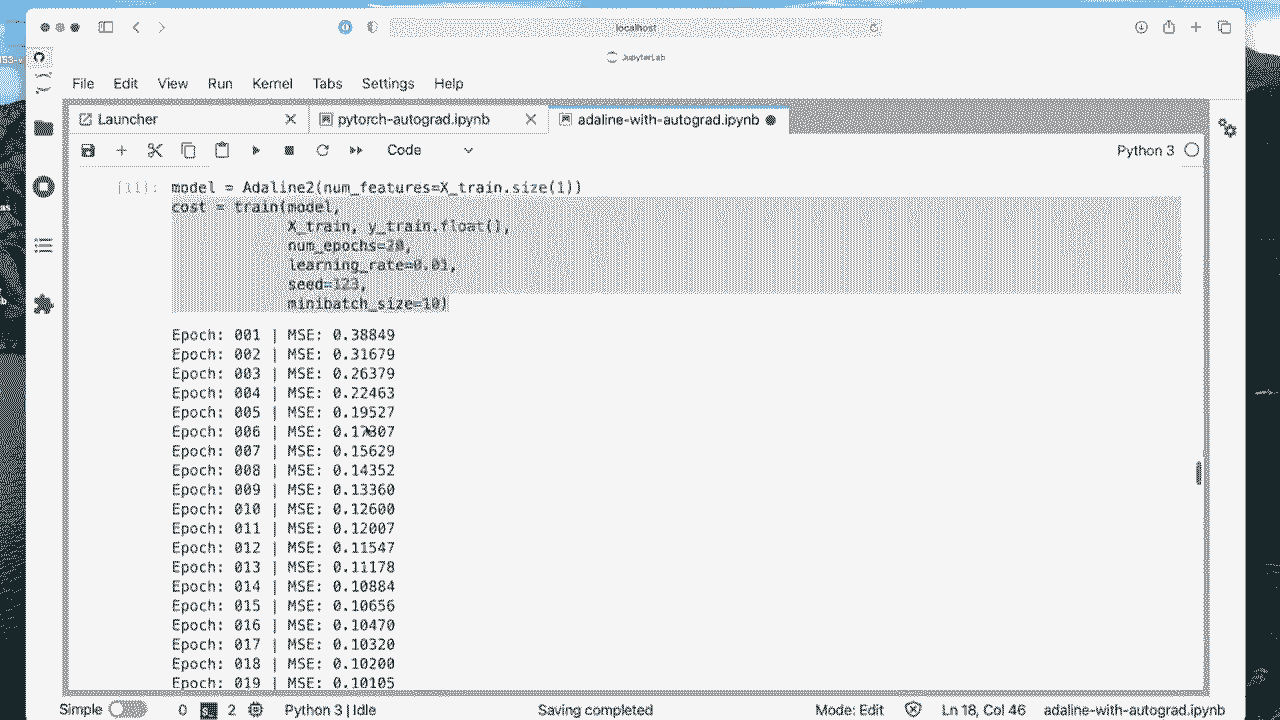 localhost
JupyterLab
File Edit View Run Kernel Tabs Settings Help
Launcher pytorch-autograd.ipynb adaline-with-autograd.ipynb
Code Python 3
[11]: model = Adaline2(num_features=X_train.size(1))
cost = train(model,
X_train, y_train.float(),
num_epochs=20,
learning_rate=0.01,
seed=123,
minibatch_size=10)
Epoch: 001 | MSE: 0.38849
Epoch: 002 | MSE: 0.31679
Epoch: 003 | MSE: 0.26379
Epoch: 004 | MSE: 0.22463
Epoch: 005 | MSE: 0.19527
Epoch: 006 | MSE: 0.17307
Epoch: 007 | MSE: 0.15629
Epoch: 008 | MSE: 0.14352
Epoch: 009 | MSE: 0.13360
Epoch: 010 | MSE: 0.12600
Epoch: 011 | MSE: 0.12007
Epoch: 012 | MSE: 0.11547
Epoch: 013 | MSE: 0.11178
Epoch: 014 | MSE: 0.10884
Epoch: 015 | MSE: 0.10656
Epoch: 016 | MSE: 0.10470
Epoch: 017 | MSE: 0.10320
Epoch: 018 | MSE: 0.10200
Epoch: 019 | MSE: 0.10105
Simple 0 2 Python 3 | Idle Saving completed Mode: Edit Ln 18, Col 46 adaline-with-autograd.ipynb